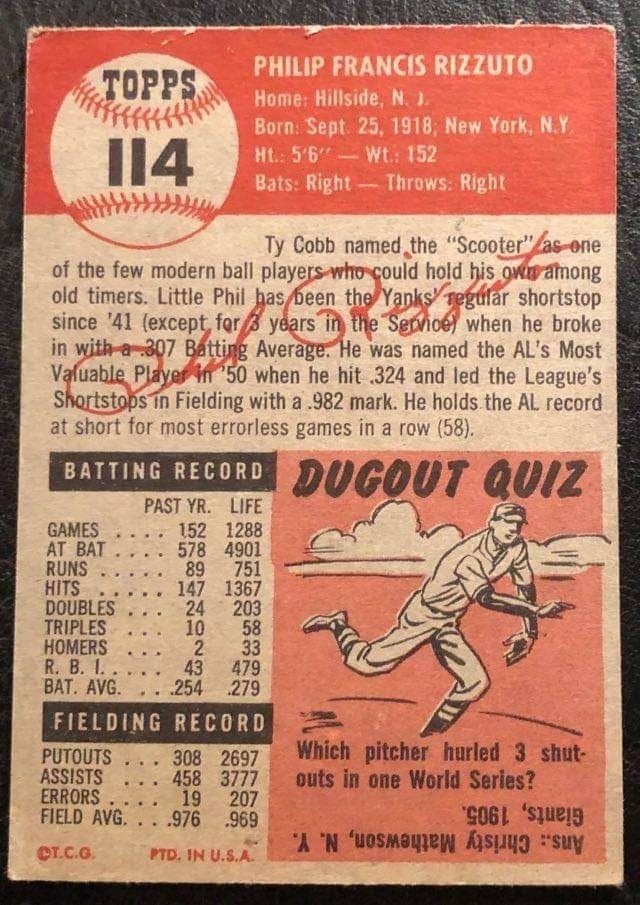 TOPPS
114
PHILIP FRANCIS RIZZUTO
Home: Hillside, N. J.
Born: Sept. 25, 1918, New York, N.Y.
Ht.: 5'6" — Wt.: 152
Bats: Right — Throws: Right
Ty Cobb named the "Scooter" as one
of the few modern ball players who could hold his own among
old timers. Little Phil has been the Yanks' regular shortstop
since '41 (except for 3 years in the Service) when he broke
in with a .307 Batting Average. He was named the AL's Most
Valuable Player in '50 when he hit .324 and led the League's
Shortstops in Fielding with a .982 mark. He holds the AL record
at short for most errorless games in a row (58).
Phil Rizzuto
BATTING RECORD
PAST YR. LIFE
GAMES .... 152 1288
AT BAT .... 578 4901
RUNS ..... 89 751
HITS ..... 147 1367
DOUBLES ... 24 203
TRIPLES ... 10 58
HOMERS ... 2 33
R. B. I. .... 43 479
BAT. AVG. ... .254 .279
FIELDING RECORD
PUTOUTS ... 308 2697
ASSISTS ... 458 3777
ERRORS .... 19 207
FIELD AVG. ... .976 .969
©T.C.G. PTD. IN U.S.A.
DUGOUT QUIZ
Which pitcher hurled 3 shut-
outs in one World Series?
Ans.: Christy Mathewson, N. Y.
Giants, 1905.